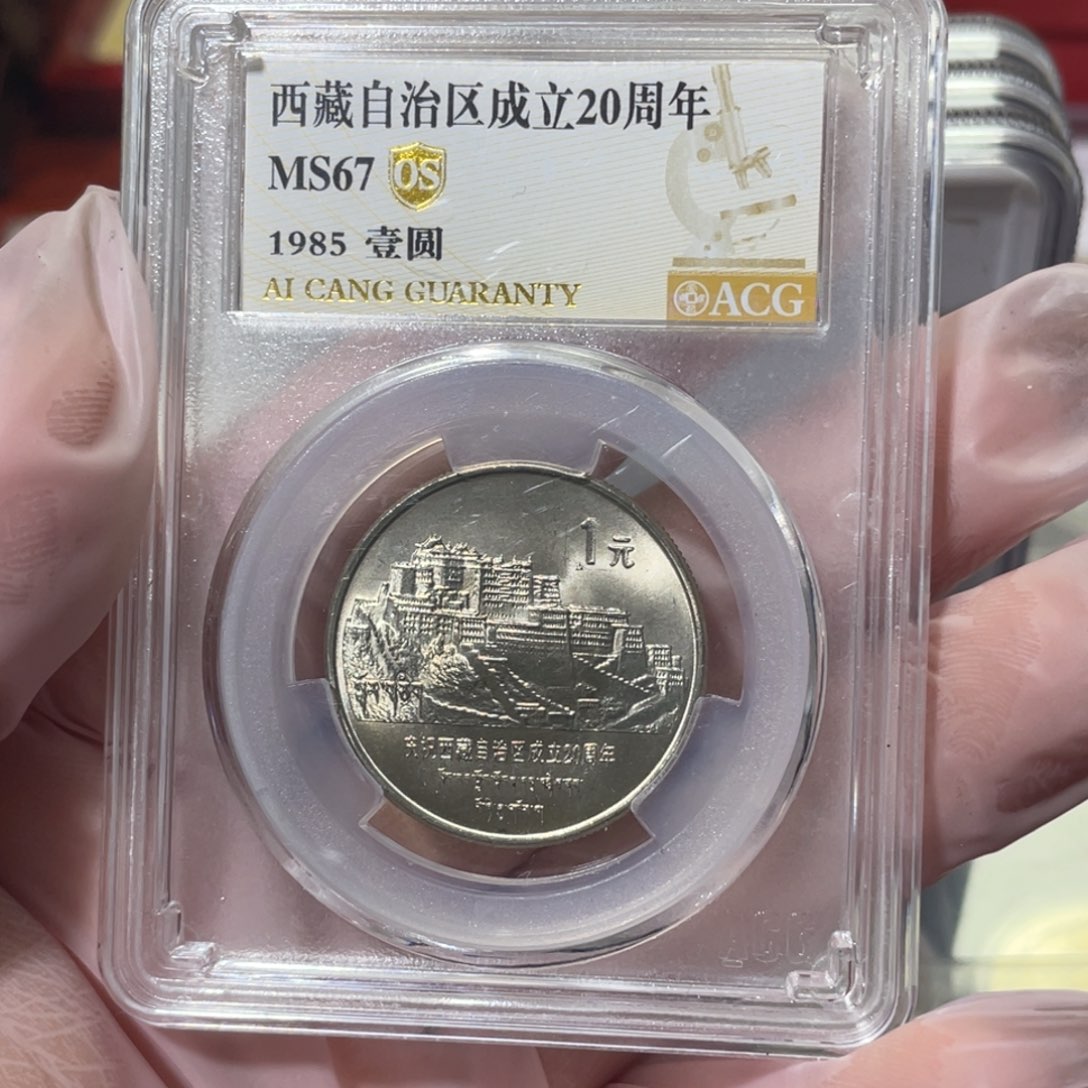 西藏自治区成立20周年
MS67 OS
1985 壹圆
AI CANG GUARANTY
ACG
1元
庆祝西藏自治区成立20周年
ACG